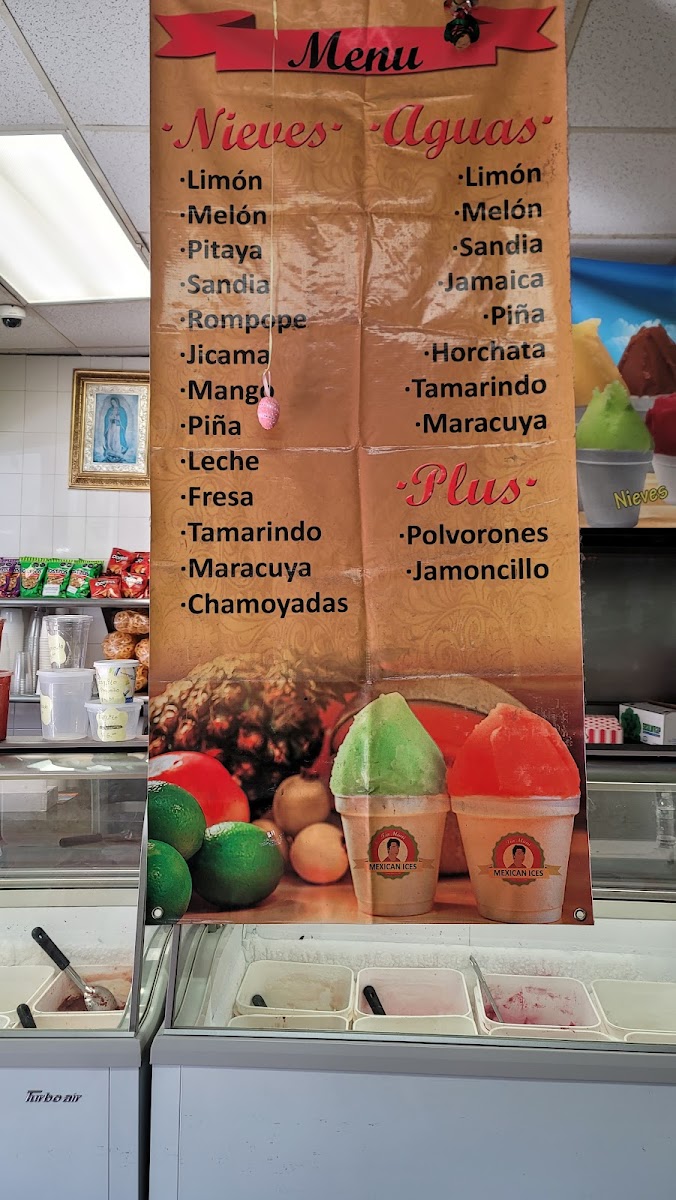 Menu
·Nieves·
·Limón
·Melón
·Pitaya
·Sandia
·Rompope
·Jicama
·Mango
·Piña
·Leche
·Fresa
·Tamarindo
·Maracuya
·Chamoyadas
·Aguas·
·Limón
·Melón
·Sandia
·Jamaica
·Piña
·Horchata
·Tamarindo
·Maracuya
·Plus·
·Polvorones
·Jamoncillo
MEXICAN ICES
MEXICAN ICES
Nieves
Turbo air